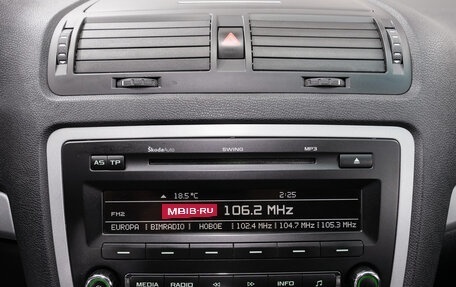 ŠkodaAuto SWING MP3
AS TP
18.5 °C 2:25
FM2 MBIB-RU 106.2 MHz
EUROPA BIMRADIO НОВОЕ 102.4 MHz 104.7 MHz 105.3 MHz
MEDIA RADIO INFO